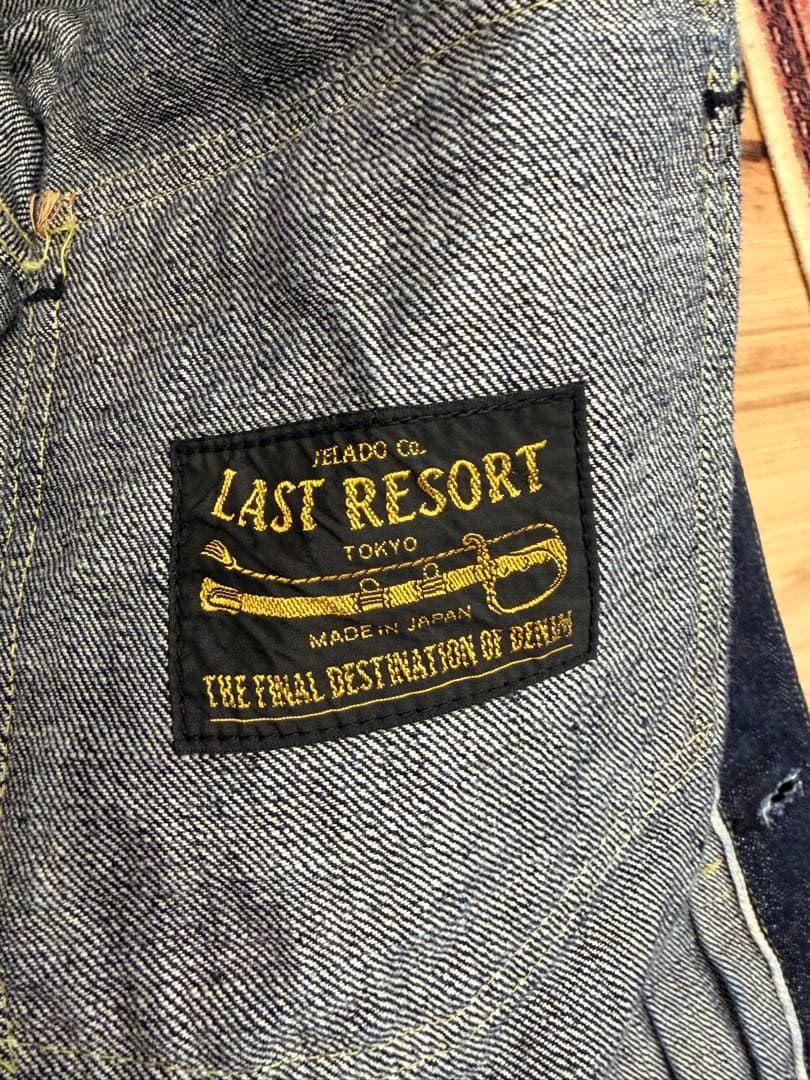 JELADO Co.
LAST RESORT
TOKYO
MADE IN JAPAN
THE FINAL DESTINATION OF DENIM